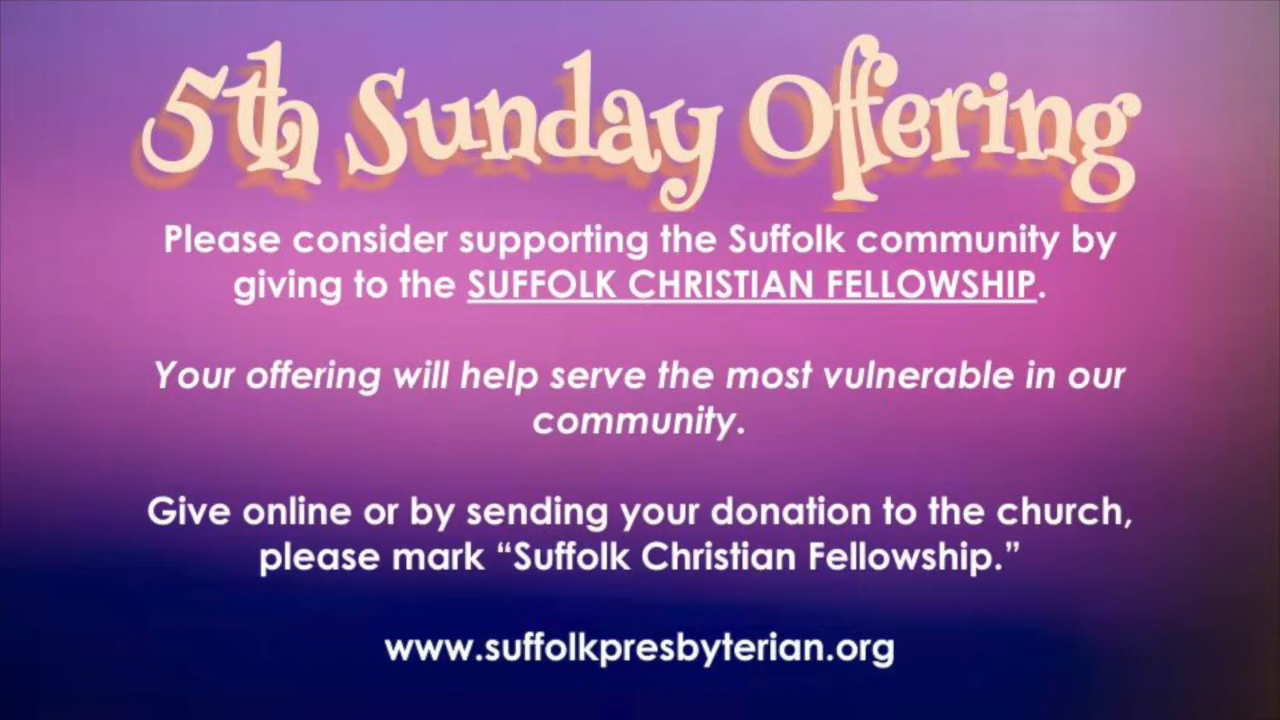 5th Sunday Offering
Please consider supporting the Suffolk community by
giving to the SUFFOLK CHRISTIAN FELLOWSHIP.
Your offering will help serve the most vulnerable in our
community.
Give online or by sending your donation to the church,
please mark “Suffolk Christian Fellowship.”
www.suffolkpresbyterian.org